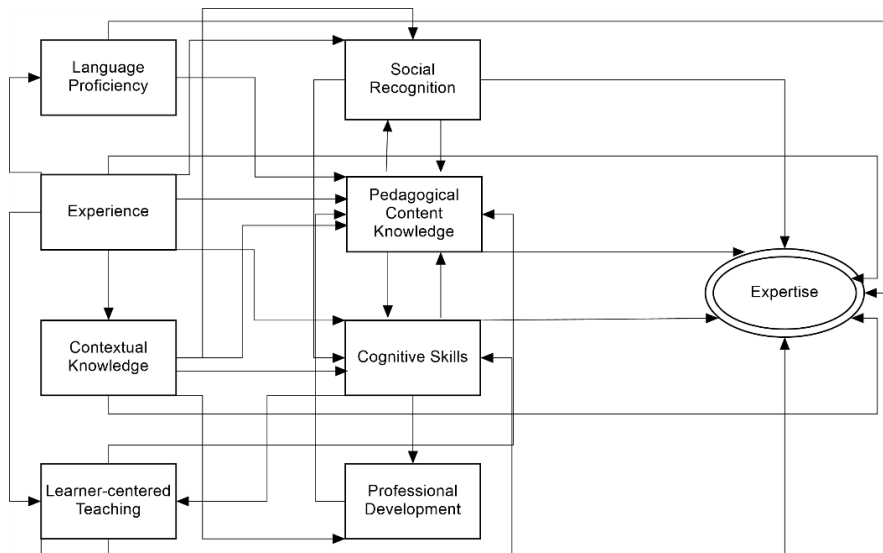 Language
Proficiency
Social
Recognition
Experience
Pedagogical
Content
Knowledge
Expertise
Contextual
Knowledge
Cognitive Skills
Learner-centered
Teaching
Professional
Development